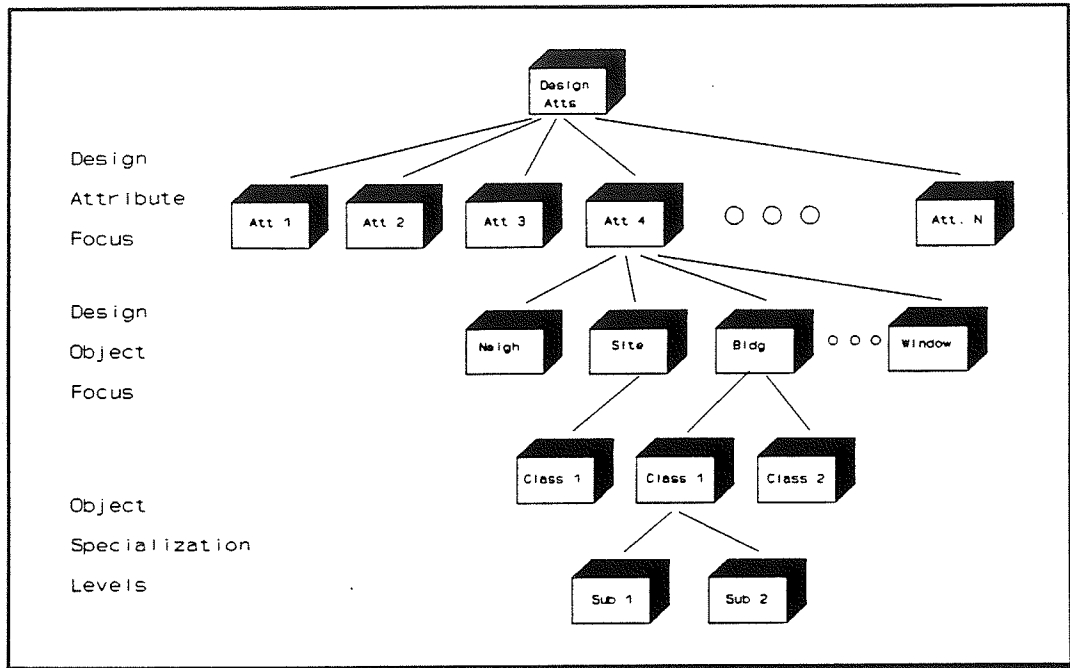 Design
Atts
Design
Attribute
Focus
Att 1
Att 2
Att 3
Att 4
Att. N
Design
Object
Focus
Neigh
Site
Bldg
Window
Class 1
Class 1
Class 2
Object
Specialization
Levels
Sub 1
Sub 2